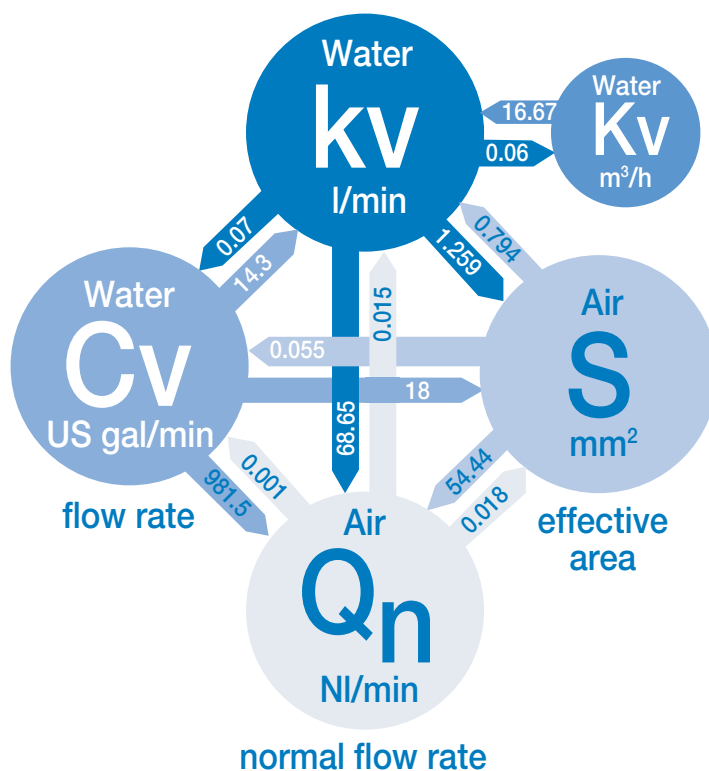 Water
kv
l/min
Water
Kv
m³/h
16.67
0.06
0.07
14.3
1.259
0.794
Water
Cv
US gal/min
flow rate
0.015
0.055
18
68.65
Air
S
mm²
effective
area
981.5
0.001
54.44
0.018
Air
Qn
Nl/min
normal flow rate